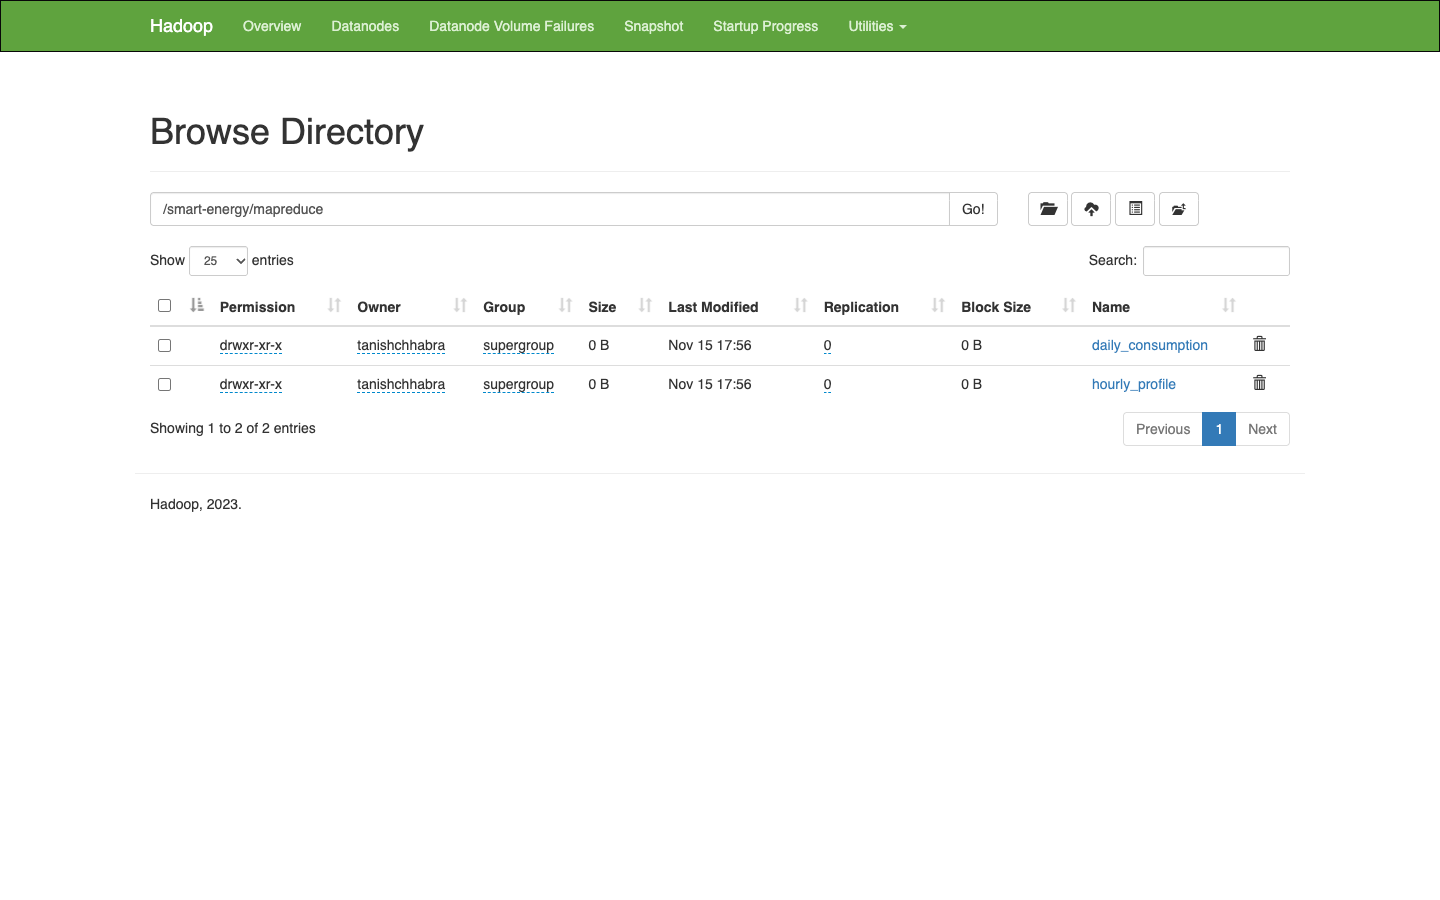 Hadoop Overview Datanodes Datanode Volume Failures Snapshot Startup Progress Utilities
Browse Directory
/smart-energy/mapreduce Go!
Show 25 entries Search:
Permission Owner Group Size Last Modified Replication Block Size Name
drwxr-xr-x tanishchhabra supergroup 0 B Nov 15 17:56 0 0 B daily_consumption
drwxr-xr-x tanishchhabra supergroup 0 B Nov 15 17:56 0 0 B hourly_profile
Showing 1 to 2 of 2 entries Previous 1 Next
Hadoop, 2023.